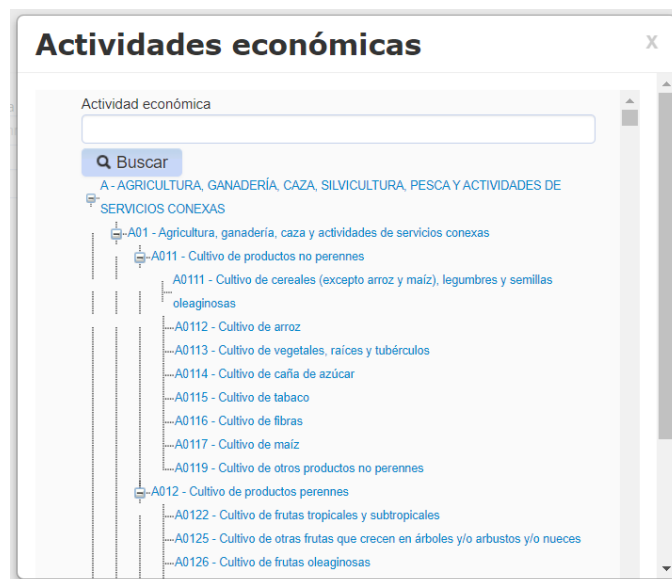 Actividades económicas
X
Actividad económica
Buscar
A - AGRICULTURA, GANADERÍA, CAZA, SILVICULTURA, PESCA Y ACTIVIDADES DE
SERVICIOS CONEXAS
A01 - Agricultura, ganadería, caza y actividades de servicios conexas
A011 - Cultivo de productos no perennes
A0111 - Cultivo de cereales (excepto arroz y maíz), legumbres y semillas
oleaginosas
A0112 - Cultivo de arroz
A0113 - Cultivo de vegetales, raíces y tubérculos
A0114 - Cultivo de caña de azúcar
A0115 - Cultivo de tabaco
A0116 - Cultivo de fibras
A0117 - Cultivo de maíz
A0119 - Cultivo de otros productos no perennes
A012 - Cultivo de productos perennes
A0122 - Cultivo de frutas tropicales y subtropicales
A0125 - Cultivo de otras frutas que crecen en árboles y/o arbustos y/o nueces
A0126 - Cultivo de frutas oleaginosas